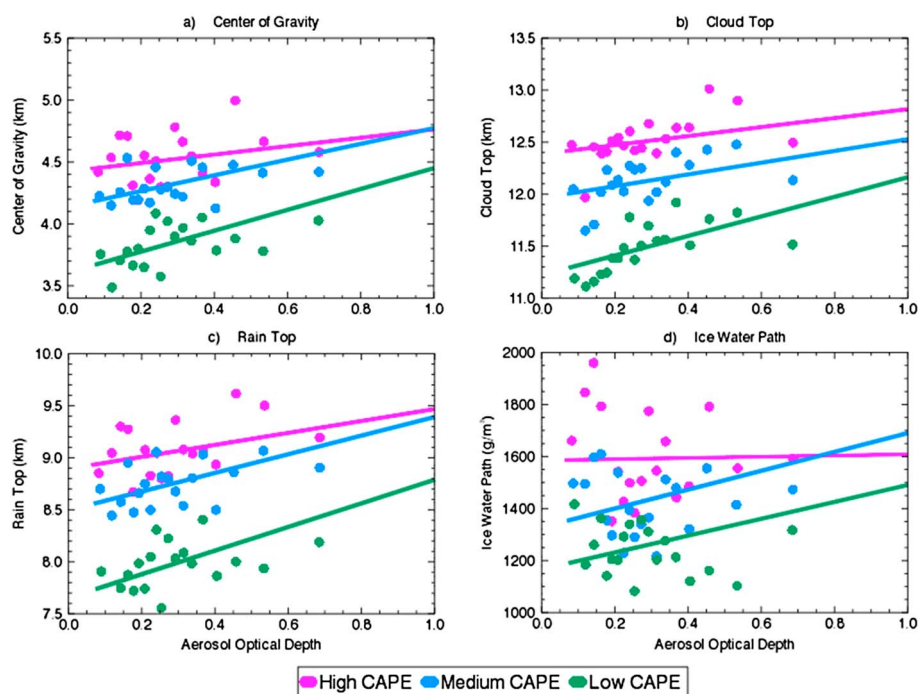 a) Center of Gravity
5.5
5.0
4.5
4.0
3.5
3.0
Center of Gravity (km)
0.0 0.2 0.4 0.6 0.8 1.0
b) Cloud Top
13.5
13.0
12.5
12.0
11.5
11.0
Cloud Top (km)
0.0 0.2 0.4 0.6 0.8 1.0
c) Rain Top
10.0
9.5
9.0
8.5
8.0
7.5
Rain Top (km)
0.0 0.2 0.4 0.6 0.8 1.0
Aerosol Optical Depth
d) Ice Water Path
2000
1800
1600
1400
1200
1000
Ice Water Path (g/m²)
0.0 0.2 0.4 0.6 0.8 1.0
Aerosol Optical Depth
High CAPE Medium CAPE Low CAPE